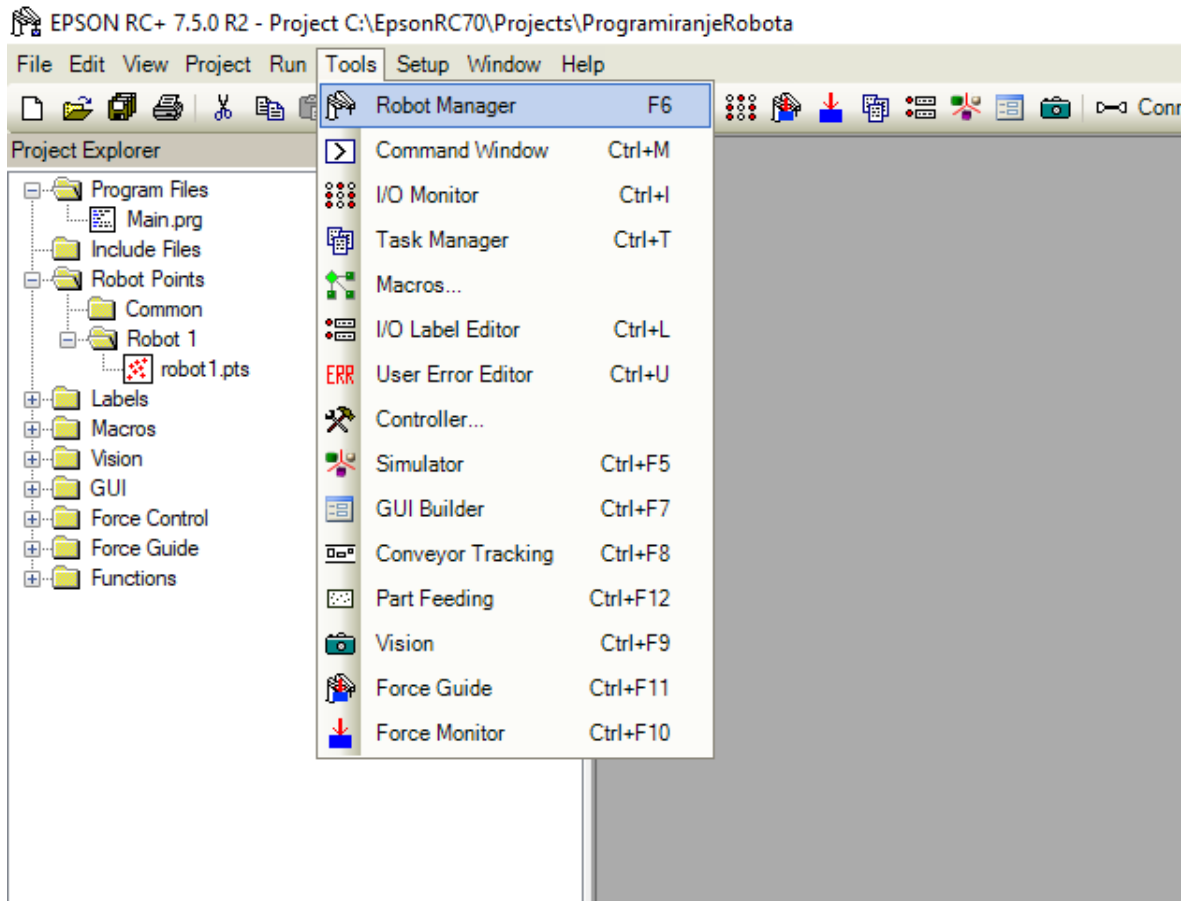 EPSON RC+ 7.5.0 R2 - Project C:\EpsonRC70\Projects\ProgramiranjeRobota
File Edit View Project Run Tools Setup Window Help
Conn
Project Explorer
Program Files
Main.prg
Include Files
Robot Points
Common
Robot 1
robot1.pts
Labels
Macros
Vision
GUI
Force Control
Force Guide
Functions
Robot Manager F6
Command Window Ctrl+M
I/O Monitor Ctrl+I
Task Manager Ctrl+T
Macros...
I/O Label Editor Ctrl+L
ERR User Error Editor Ctrl+U
Controller...
Simulator Ctrl+F5
GUI Builder Ctrl+F7
Conveyor Tracking Ctrl+F8
Part Feeding Ctrl+F12
Vision Ctrl+F9
Force Guide Ctrl+F11
Force Monitor Ctrl+F10